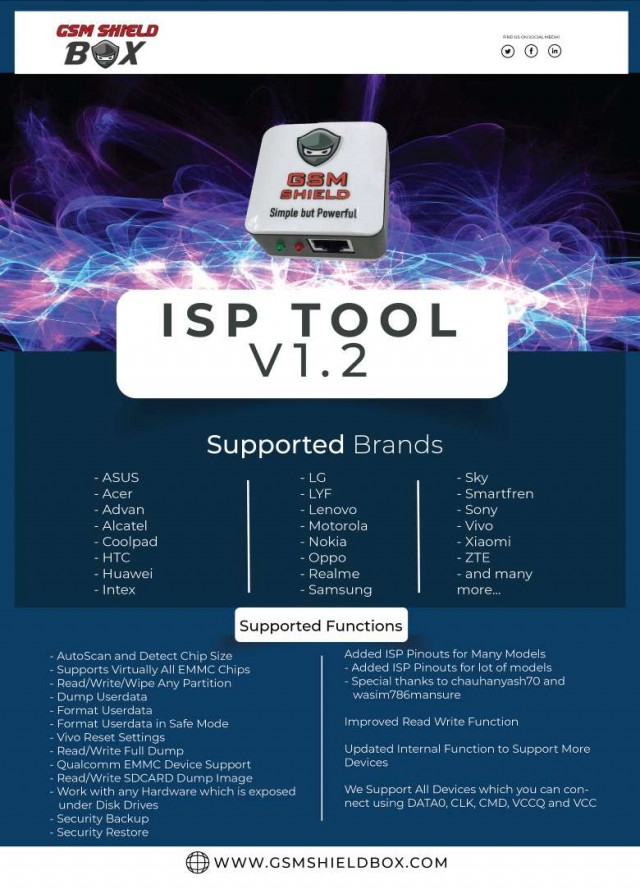 GSM SHIELD
BOX
FIND US ON SOCIAL MEDIA!
GSM
SHIELD
Simple but Powerful
ISP TOOL
V1.2
Supported Brands
- ASUS
- Acer
- Advan
- Alcatel
- Coolpad
- HTC
- Huawei
- Intex
- LG
- LYF
- Lenovo
- Motorola
- Nokia
- Oppo
- Realme
- Samsung
- Sky
- Smartfren
- Sony
- Vivo
- Xiaomi
- ZTE
- and many
more...
Supported Functions
- AutoScan and Detect Chip Size
- Supports Virtually All EMMC Chips
- Read/Write/Wipe Any Partition
- Dump Userdata
- Format Userdata
- Format Userdata in Safe Mode
- Vivo Reset Settings
- Read/Write Full Dump
- Qualcomm EMMC Device Support
- Read/Write SDCARD Dump Image
- Work with any Hardware which is exposed
under Disk Drives
- Security Backup
- Security Restore
Added ISP Pinouts for Many Models
- Added ISP Pinouts for lot of models
- Special thanks to chauhanyash70 and
wasim786mansure
Improved Read Write Function
Updated Internal Function to Support More
Devices
We Support All Devices which you can con-
nect using DATA0, CLK, CMD, VCCQ and VCC
WWW.GSMSHIELDBOX.COM